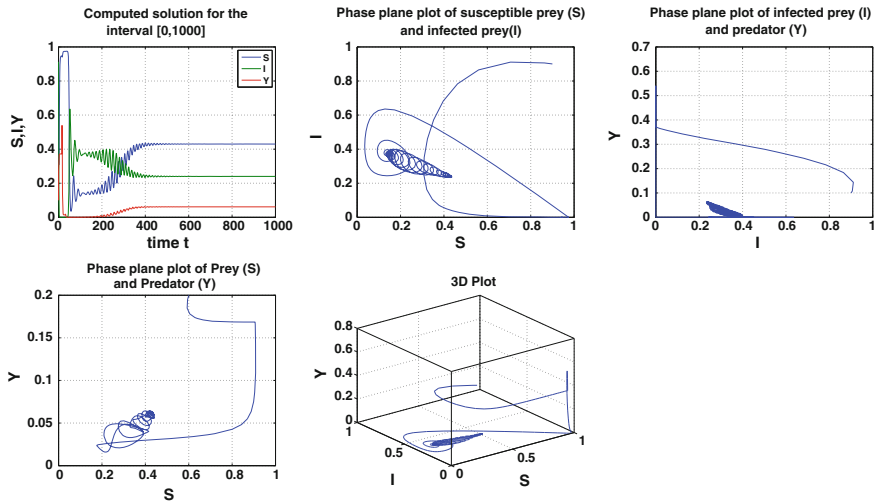 Computed solution for the
interval [0,1000]
1
0.8
0.6
0.4
0.2
0
S,I,Y
S
I
Y
0 200 400 600 800 1000
time t
Phase plane plot of susceptible prey (S)
and infected prey(I)
1
0.8
0.6
0.4
0.2
0
I
0 0.2 0.4 0.6 0.8 1
S
Phase plane plot of infected prey (I)
and predator (Y)
0.7
0.6
0.5
0.4
0.3
0.2
0.1
0
Y
0 0.2 0.4 0.6 0.8 1
I
Phase plane plot of Prey (S)
and Predator (Y)
0.2
0.15
0.1
0.05
0
Y
0 0.2 0.4 0.6 0.8 1
S
3D Plot
0.8
0.6
0.4
0.2
0
Y
1
0.5
0
I
0
0.5
1
S